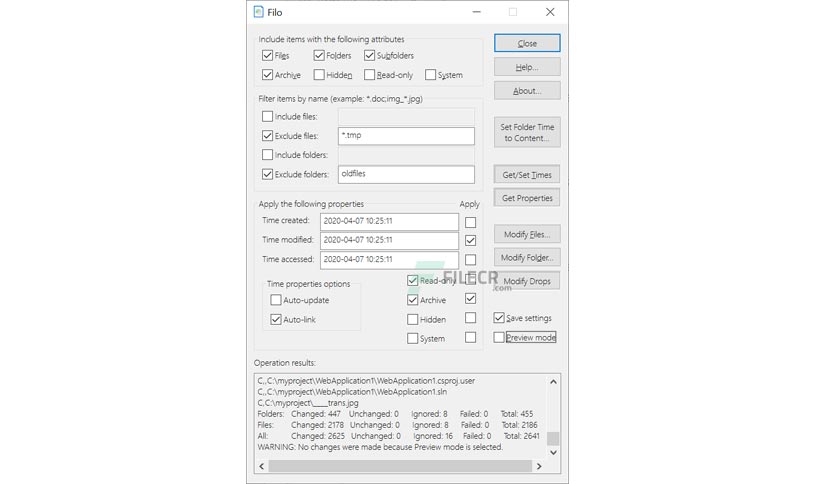 Filo
Include items with the following attributes
Files
Folders
Subfolders
Archive
Hidden
Read-only
System
Filter items by name (example: *.doc;img_*.jpg)
Include files:
Exclude files:
*.tmp
Include folders:
Exclude folders:
oldfiles
Apply the following properties
Apply
Time created:
2020-04-07 10:25:11
Time modified:
2020-04-07 10:25:11
Time accessed:
2020-04-07 10:25:11
Time properties options
Auto-update
Auto-link
Read-only
Archive
Hidden
System
FILECR
.com
Close
Help...
About...
Set Folder Time
to Content...
Get/Set Times
Get Properties
Modify Files...
Modify Folder...
Modify Drops
Save settings
Preview mode
Operation results:
C,,C:\myproject\WebApplication1\WebApplication1.csproj.user
C,,C:\myproject\WebApplication1\WebApplication1.sln
C,C:\myproject\____trans.jpg
Folders: Changed: 447 Unchanged: 0 Ignored: 8 Failed: 0 Total: 455
Files: Changed: 2178 Unchanged: 0 Ignored: 8 Failed: 0 Total: 2186
All: Changed: 2625 Unchanged: 0 Ignored: 16 Failed: 0 Total: 2641
WARNING: No changes were made because Preview mode is selected.